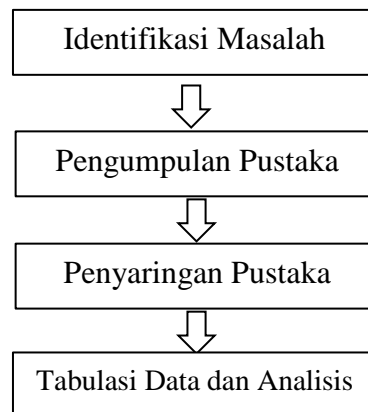 Identifikasi Masalah
Pengumpulan Pustaka
Penyaringan Pustaka
Tabulasi Data dan Analisis